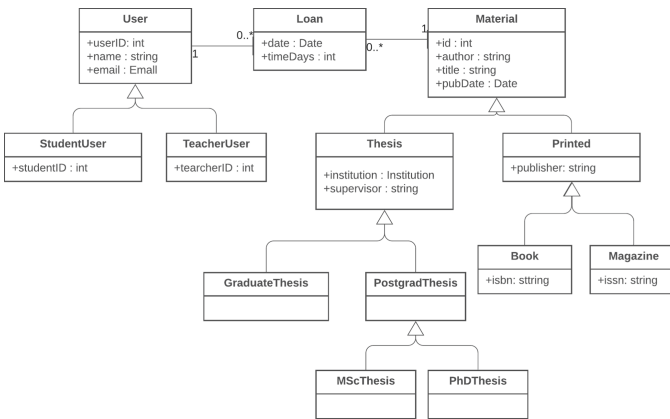 User
+userID: int
+name : string
+email : Emall
1
0..*
Loan
+date : Date
+timeDays : int
0..*
1
Material
+id : int
+author : string
+title : string
+pubDate : Date
StudentUser
+studentID : int
TeacherUser
+tearcherID : int
Thesis
+institution : Institution
+supervisor : string
Printed
+publisher: string
GraduateThesis
PostgradThesis
Book
+isbn: sttring
Magazine
+issn: string
MScThesis
PhDThesis